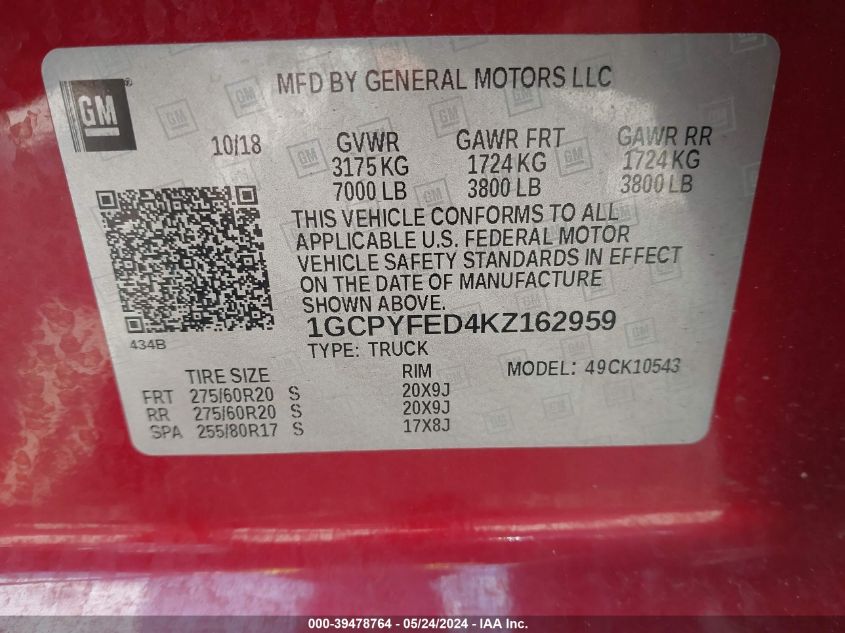 MFD BY GENERAL MOTORS LLC
GM
10/18 GVWR GAWR FRT GAWR RR
3175 KG 1724 KG 1724 KG
7000 LB 3800 LB 3800 LB
THIS VEHICLE CONFORMS TO ALL
APPLICABLE U.S. FEDERAL MOTOR
VEHICLE SAFETY STANDARDS IN EFFECT
ON THE DATE OF MANUFACTURE
SHOWN ABOVE.
1GCPYFED4KZ162959
434B
TYPE: TRUCK
MODEL: 49CK10543
TIRE SIZE RIM
FRT 275/60R20 S 20X9J
RR 275/60R20 S 20X9J
SPA 255/80R17 S 17X8J
000-39478764 - 05/24/2024 - IAA Inc.